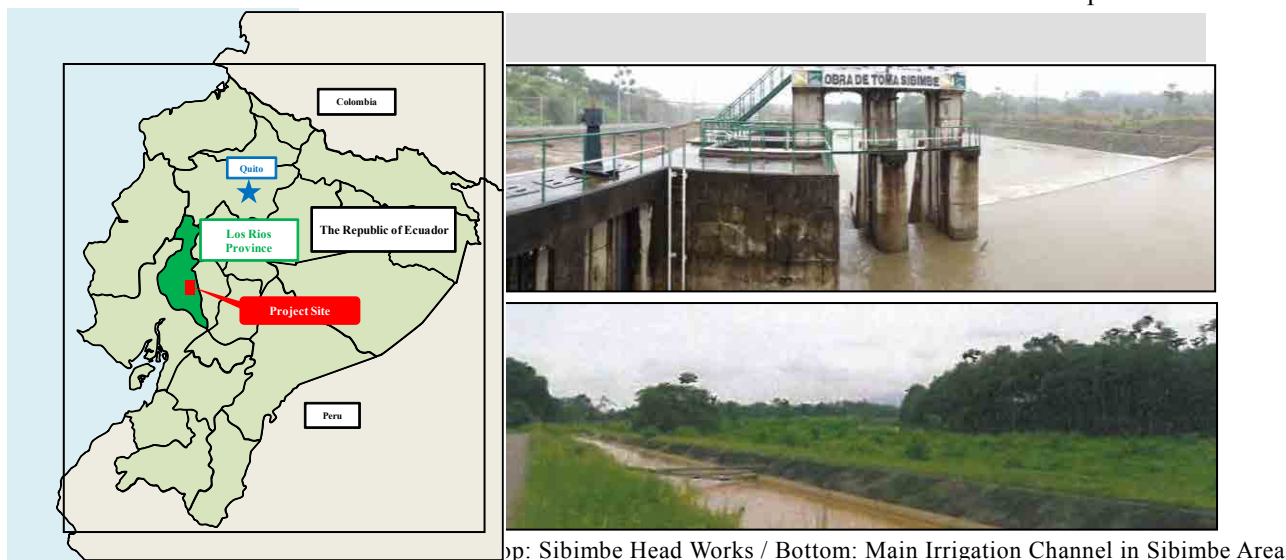 Colombia
Quito
Los Rios
Province
The Republic of Ecuador
Project Site
Peru
OBRA DE TOMA SIBIMBE
op: Sibimbe Head Works / Bottom: Main Irrigation Channel in Sibimbe Area